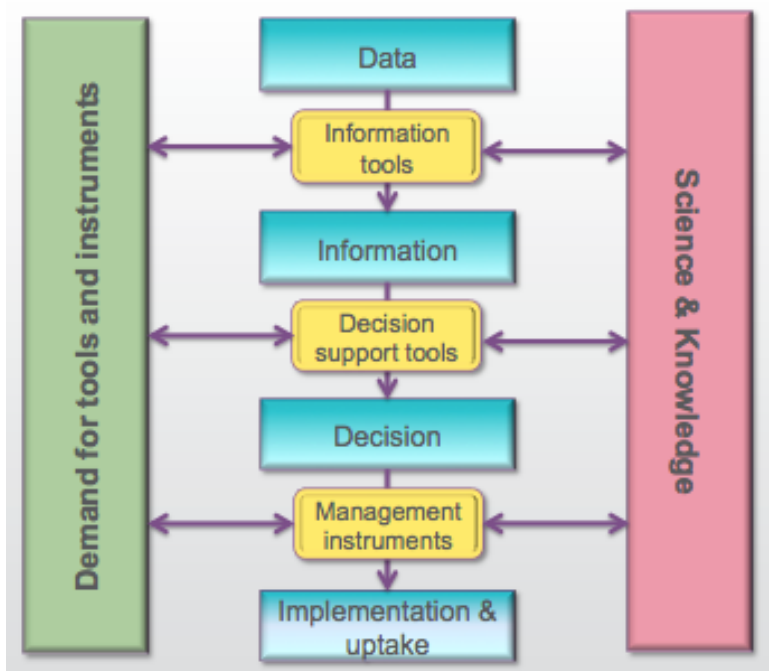 Demand for tools and instruments
Data
Information
tools
Information
Decision
support tools
Decision
Management
instruments
Implementation &
uptake
Science & Knowledge